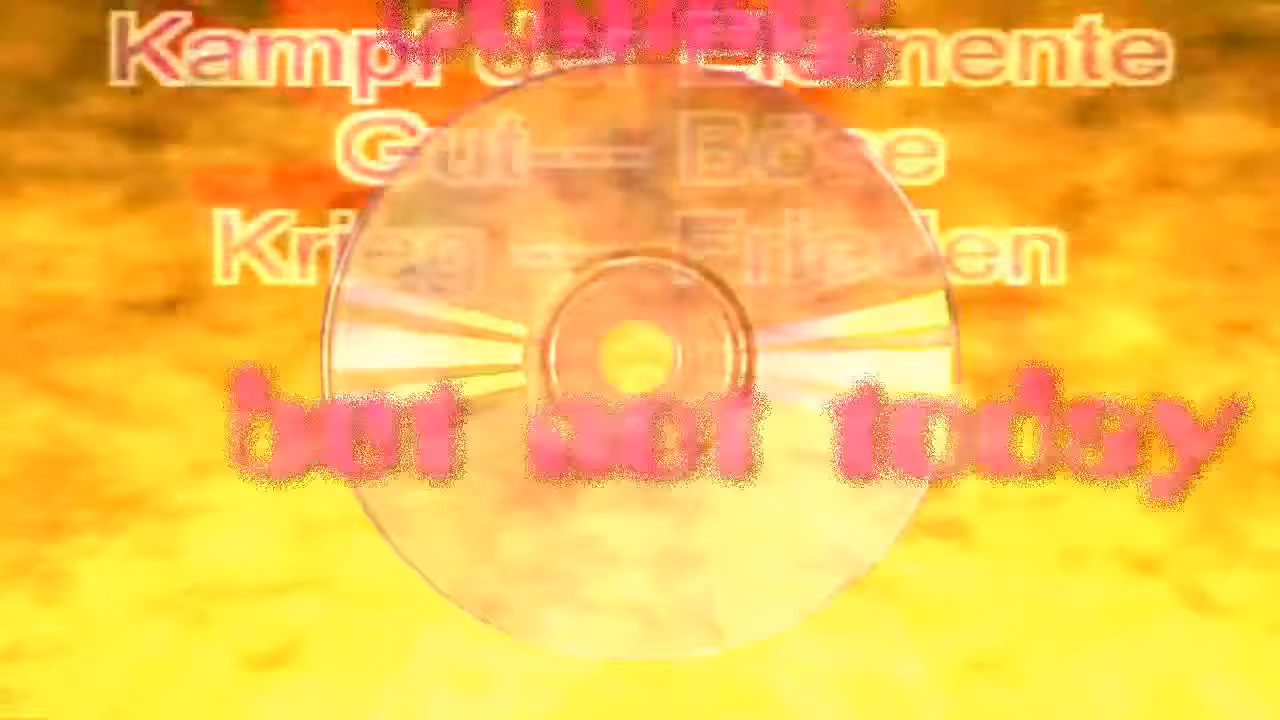 Kampf der Elemente
Gut — Böse
Krieg — Frieden
but not today